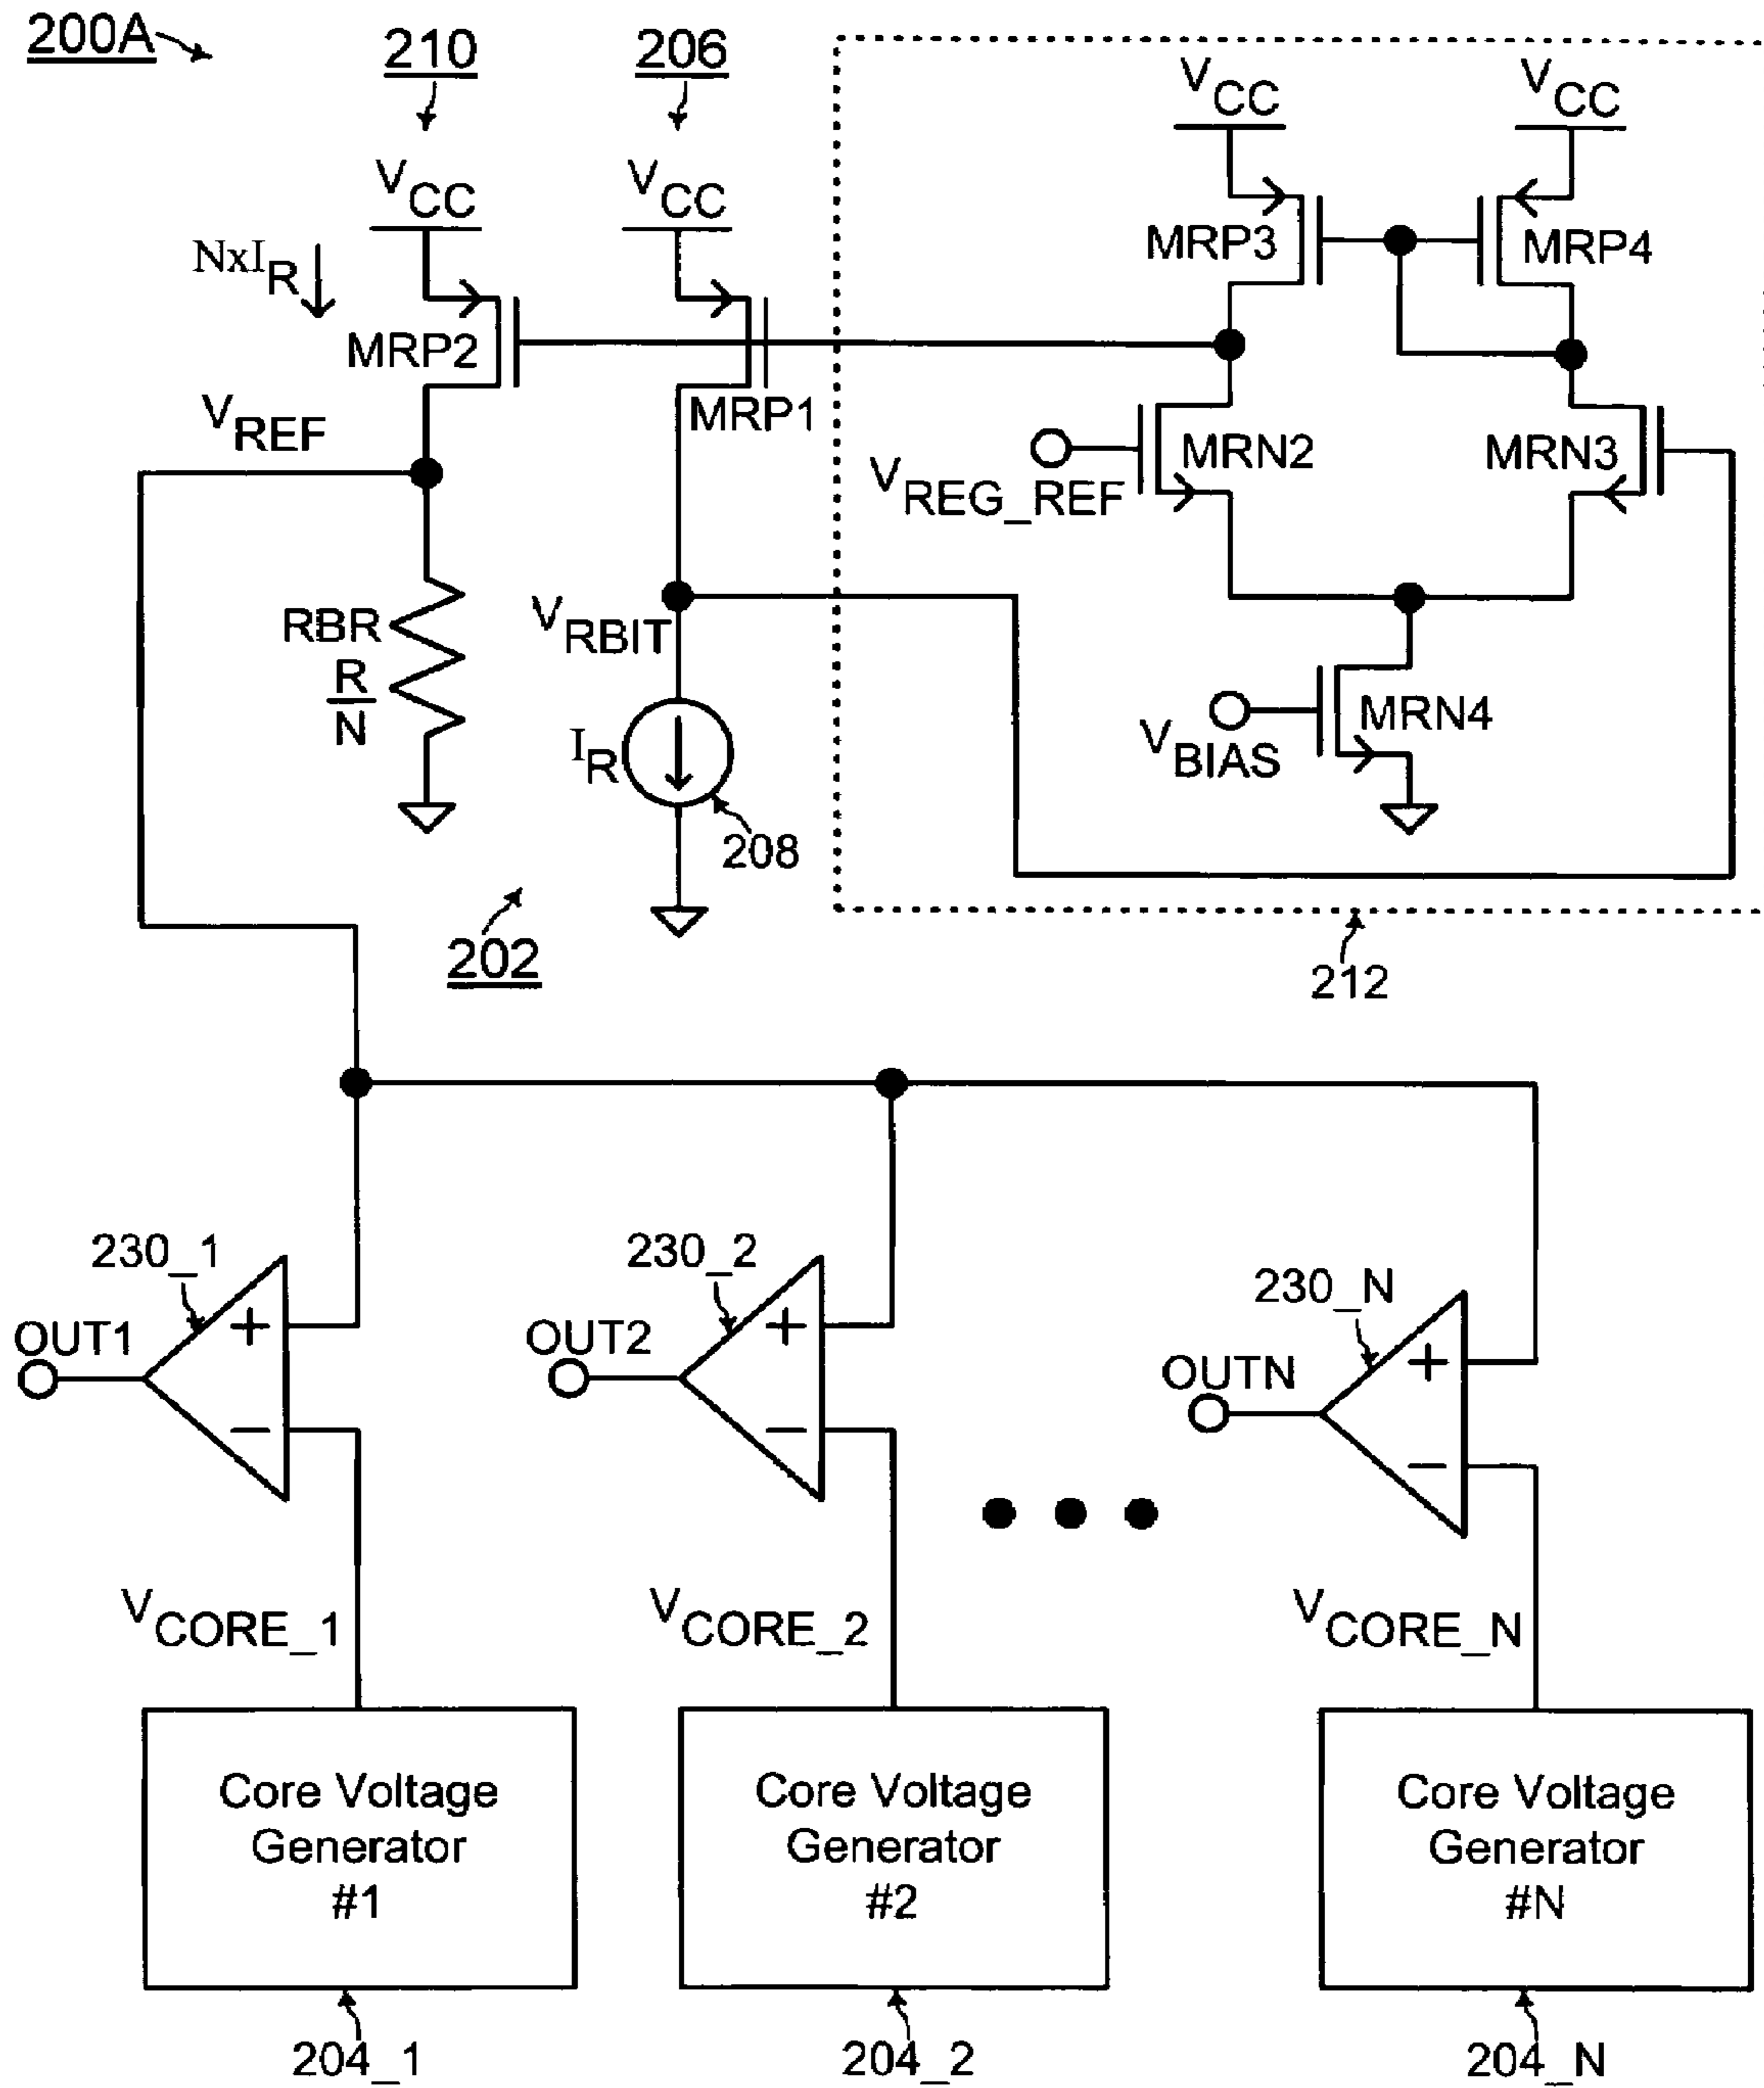 200A
210
206
VCC
VCC
VCC
VCC
NxIR
MRP2
MRP1
MRP3
MRP4
VREF
VREG_REF
MRN2
MRN3
RBR
R
N
VRBIT
IR
208
VBIAS
MRN4
202
212
230_1
230_2
230_N
+
+
+
OUT1
OUT2
OUTN
−
−
−
VCORE_1
VCORE_2
VCORE_N
Core Voltage
Generator
#1
Core Voltage
Generator
#2
Core Voltage
Generator
#N
204_1
204_2
204_N